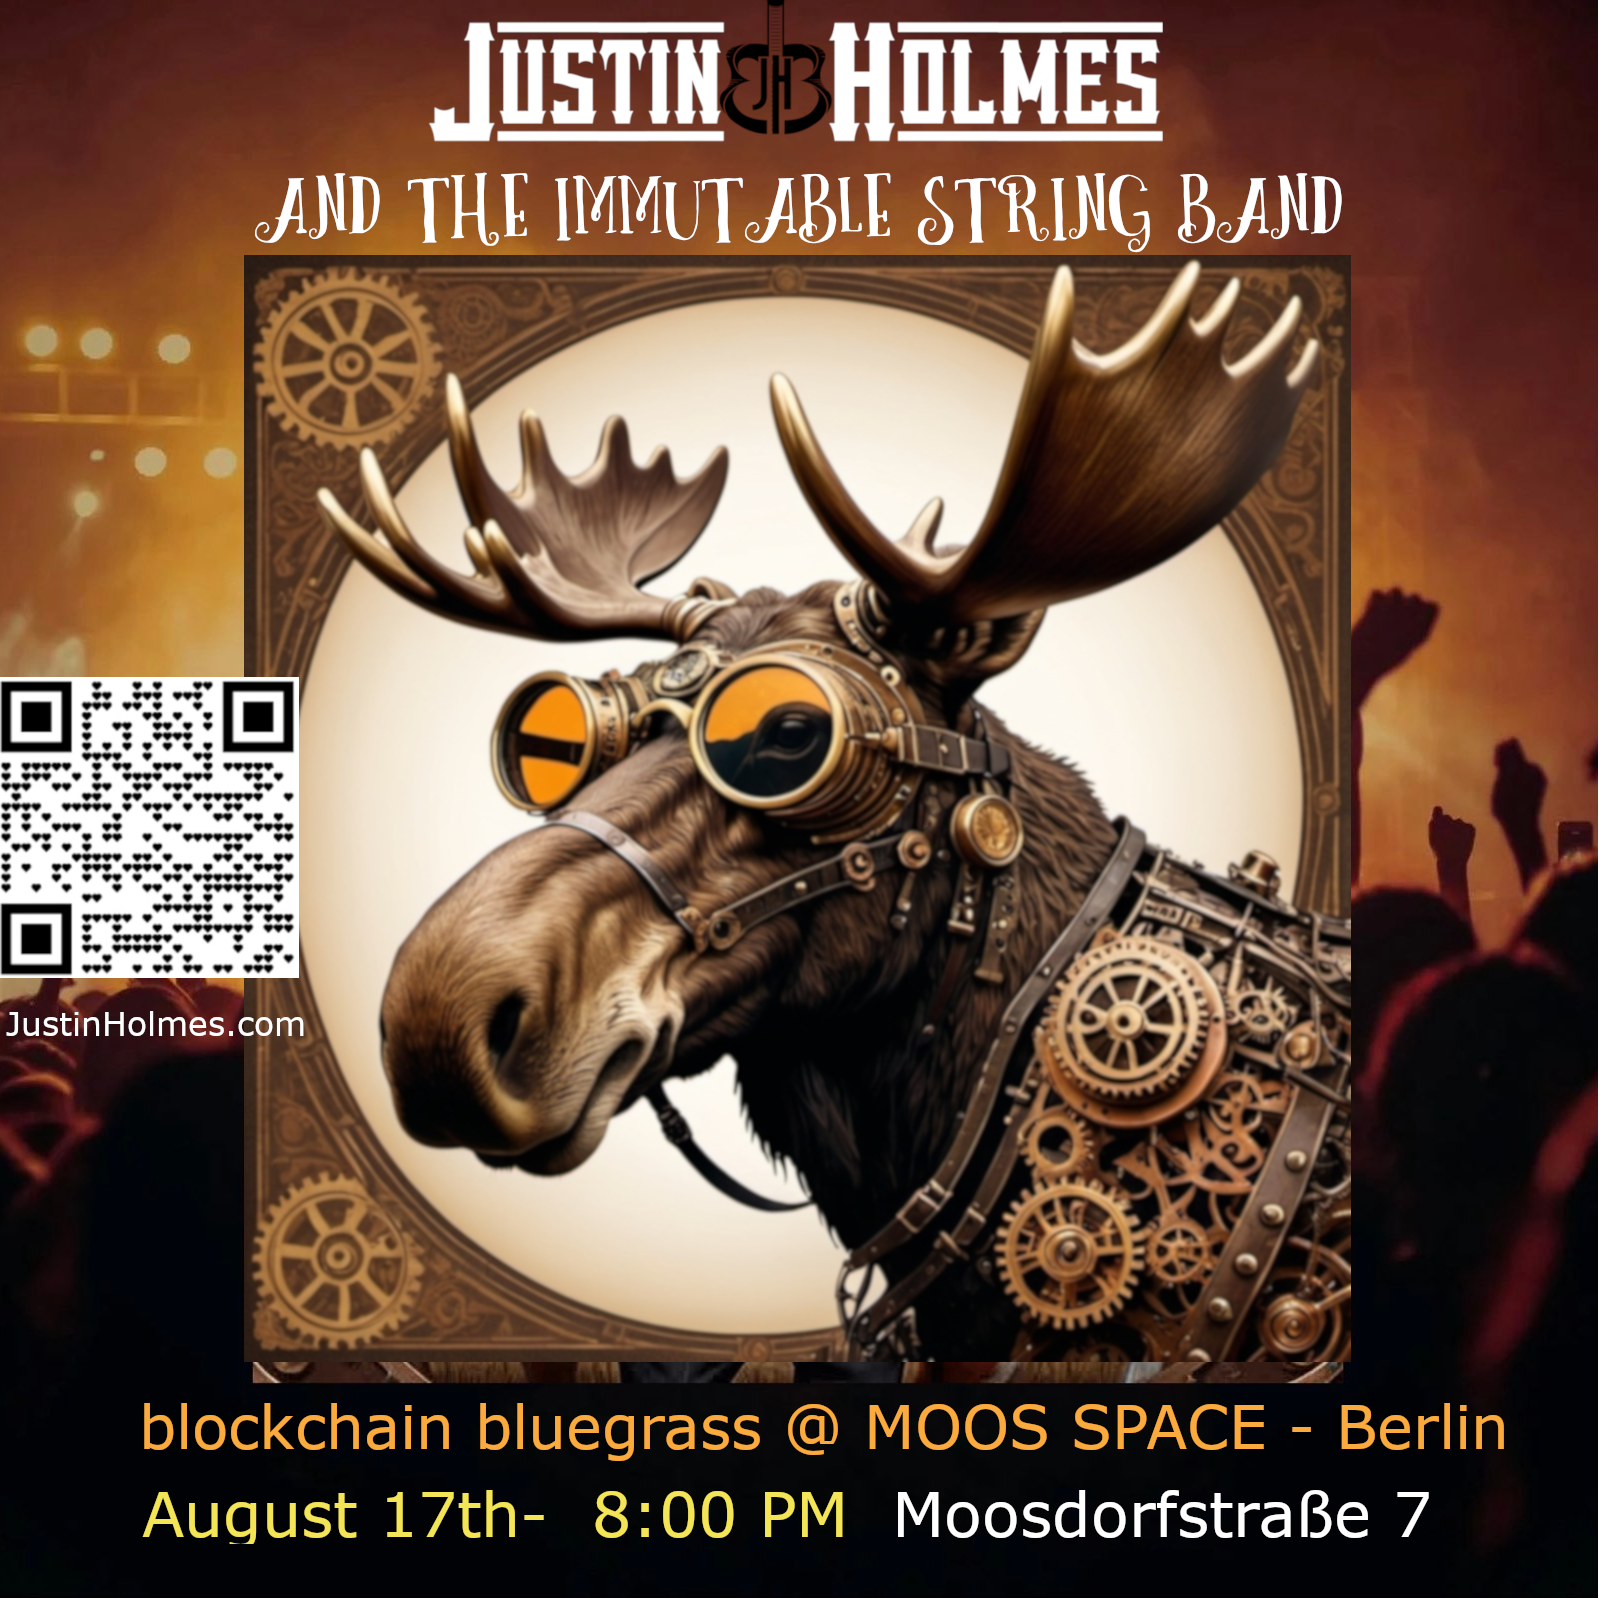 JUSTIN JH HOLMES
AND THE IMMUTABLE STRING BAND
JustinHolmes.com
blockchain bluegrass @ MOOS SPACE - Berlin
August 17th-  8:00 PM  Moosdorfstraße 7